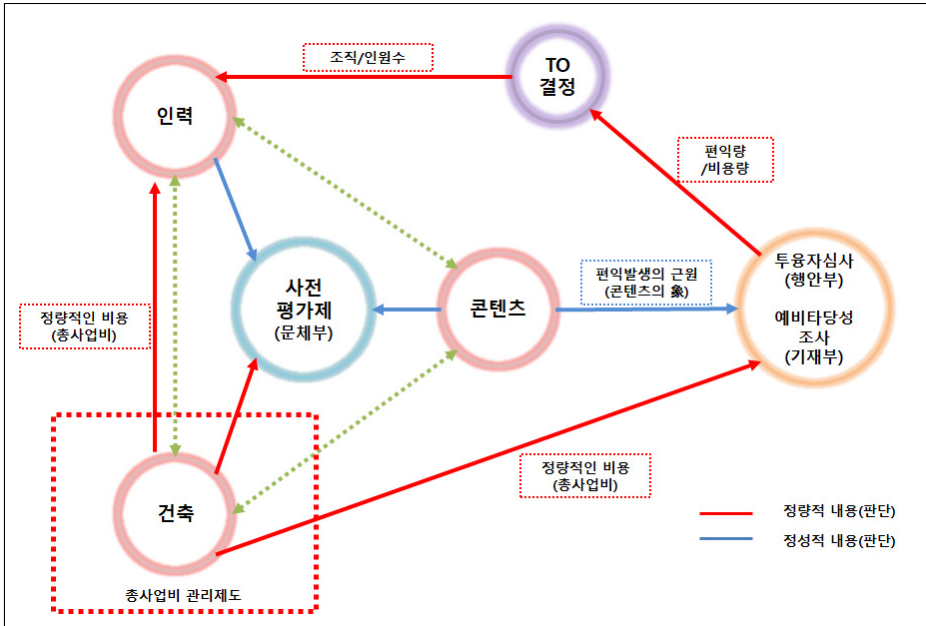 조직/인원수
TO
결정
인력
편익량
/비용량
사전
평가제
(문체부)
콘텐츠
편익발생의 근원
(콘텐츠의 象)
투융자심사
(행안부)
예비타당성
조사
(기재부)
정량적인 비용
(총사업비)
정량적인 비용
(총사업비)
건축
정량적 내용(판단)
정성적 내용(판단)
총사업비 관리제도